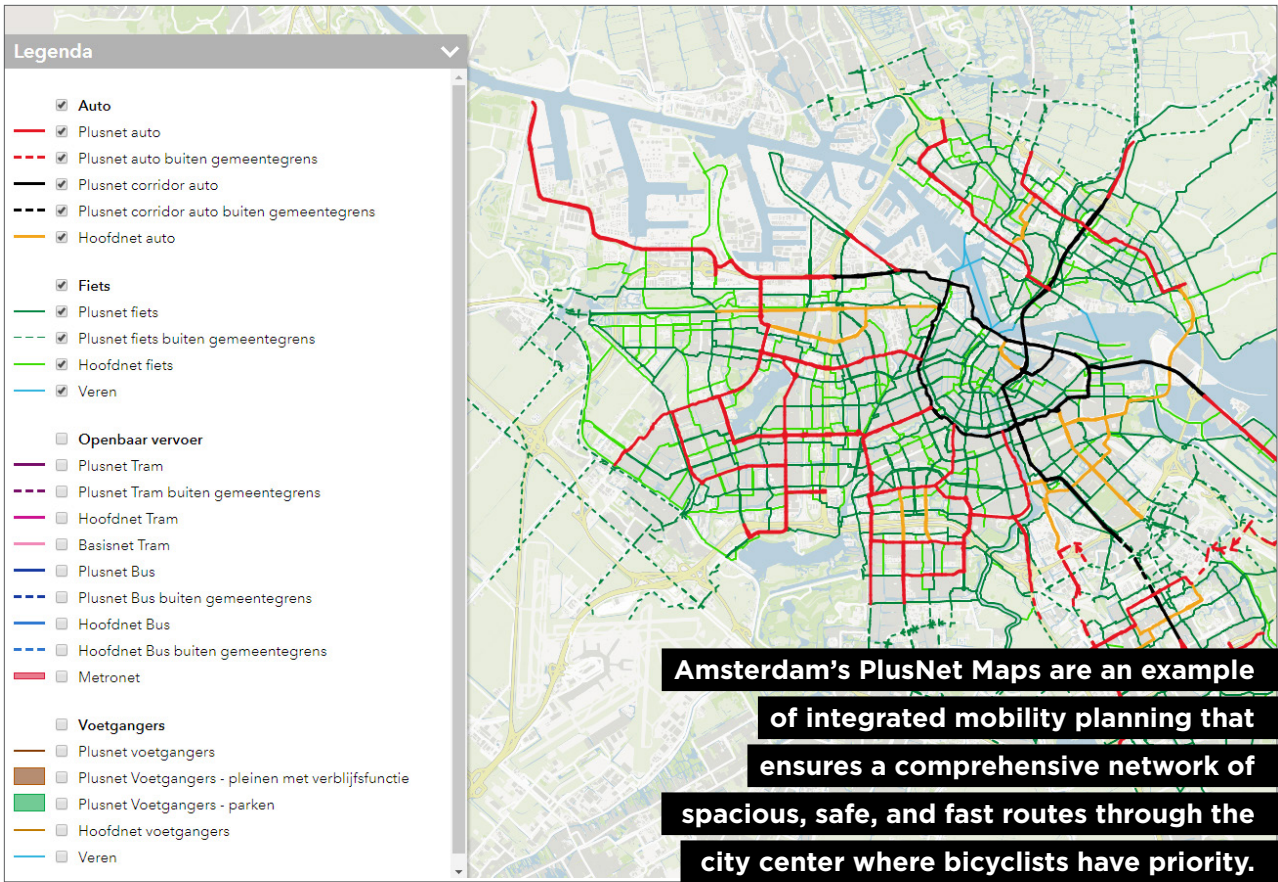 Legenda
Auto
Plusnet auto
Plusnet auto buiten gemeentegrens
Plusnet corridor auto
Plusnet corridor auto buiten gemeentegrens
Hoofdnet auto
Fiets
Plusnet fiets
Plusnet fiets buiten gemeentegrens
Hoofdnet fiets
Veren
Openbaar vervoer
Plusnet Tram
Plusnet Tram buiten gemeentegrens
Hoofdnet Tram
Basisnet Tram
Plusnet Bus
Plusnet Bus buiten gemeentegrens
Hoofdnet Bus
Hoofdnet Bus buiten gemeentegrens
Metronet
Voetgangers
Plusnet voetgangers
Plusnet Voetgangers - pleinen met verblijfsfunctie
Plusnet Voetgangers - parken
Hoofdnet voetgangers
Veren
Amsterdam’s PlusNet Maps are an example
of integrated mobility planning that
ensures a comprehensive network of
spacious, safe, and fast routes through the
city center where bicyclists have priority.